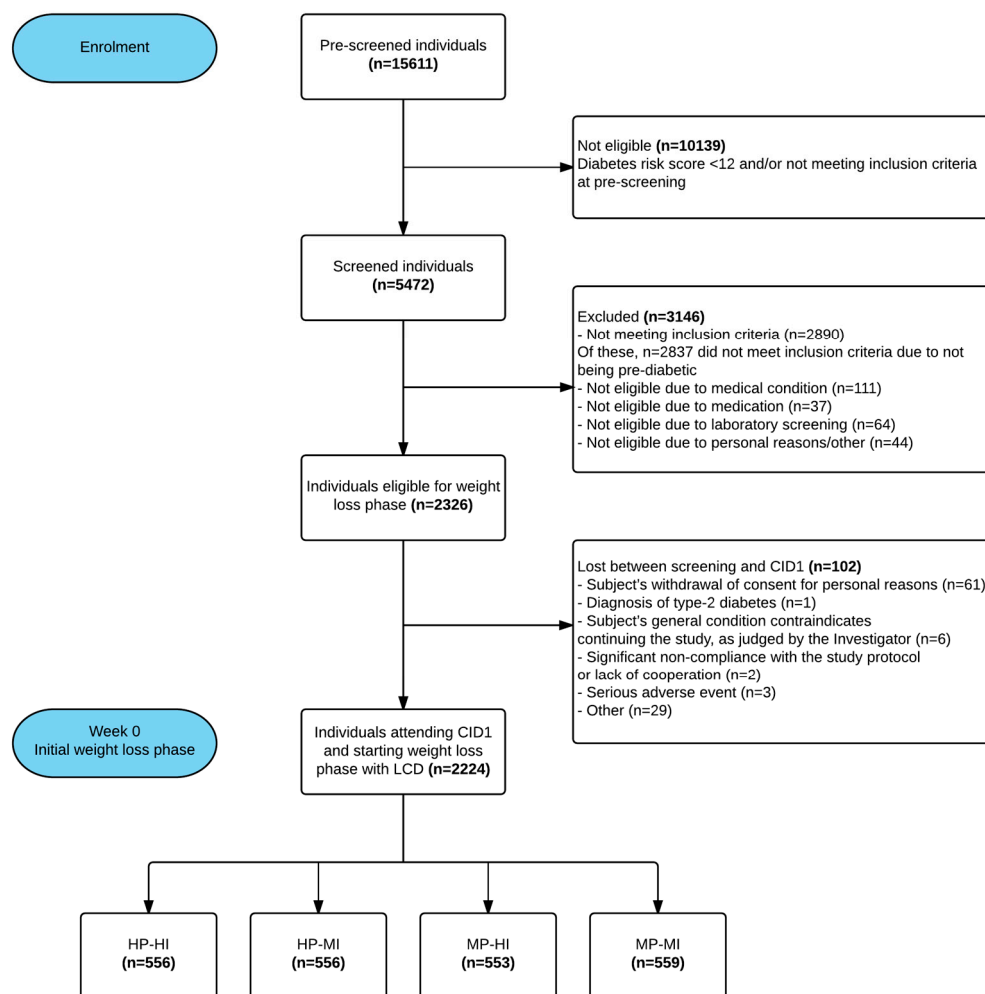 Enrolment
Pre-screened individuals
(n=15611)
Not eligible (n=10139)
Diabetes risk score <12 and/or not meeting inclusion criteria
at pre-screening
Screened individuals
(n=5472)
Excluded (n=3146)
- Not meeting inclusion criteria (n=2890)
Of these, n=2837 did not meet inclusion criteria due to not
being pre-diabetic
- Not eligible due to medical condition (n=111)
- Not eligible due to medication (n=37)
- Not eligible due to laboratory screening (n=64)
- Not eligible due to personal reasons/other (n=44)
Individuals eligible for weight
loss phase (n=2326)
Lost between screening and CID1 (n=102)
- Subject's withdrawal of consent for personal reasons (n=61)
- Diagnosis of type-2 diabetes (n=1)
- Subject's general condition contraindicates
continuing the study, as judged by the Investigator (n=6)
- Significant non-compliance with the study protocol
or lack of cooperation (n=2)
- Serious adverse event (n=3)
- Other (n=29)
Week 0
Initial weight loss phase
Individuals attending CID1
and starting weight loss
phase with LCD (n=2224)
HP-HI
(n=556)
HP-MI
(n=556)
MP-HI
(n=553)
MP-MI
(n=559)